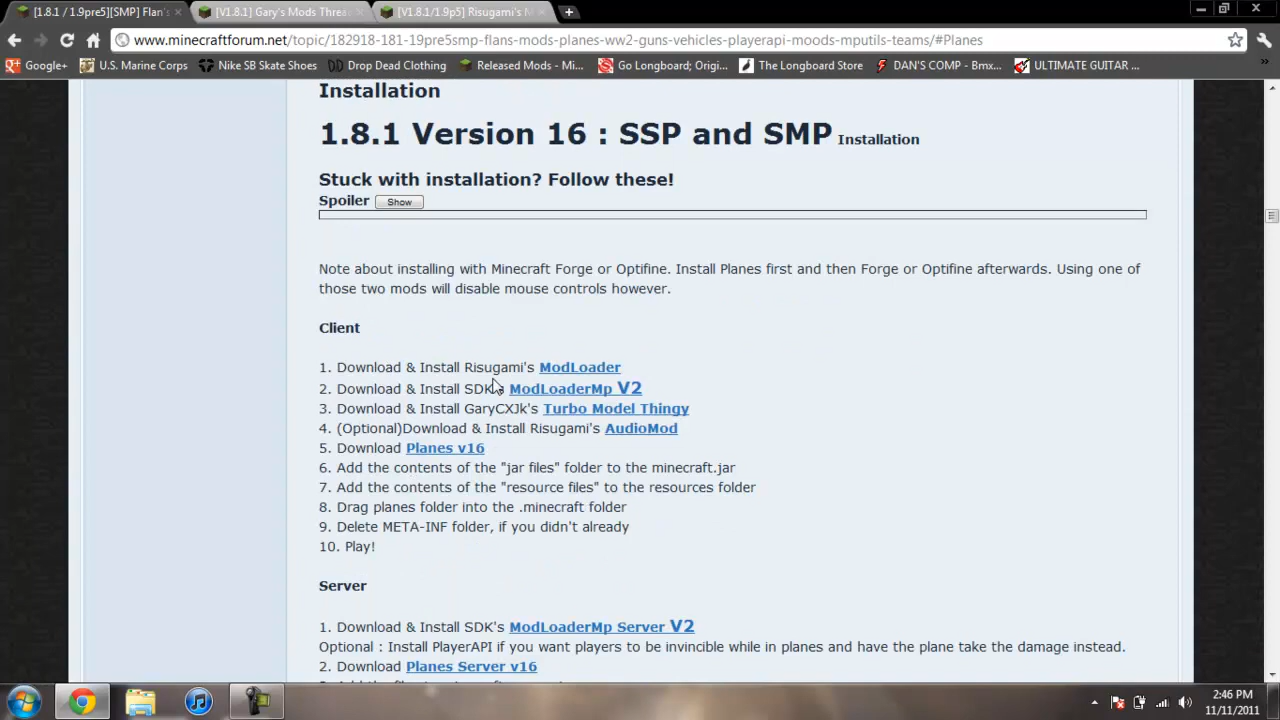 [1.8.1 / 1.9pre5][SMP] Flan's
[V1.8.1] Gary's Mods Threa
[V1.8.1/1.9p5] Risugami's M
www.minecraftforum.net/topic/182918-181-19pre5smp-flans-mods-planes-ww2-guns-vehicles-playerapi-moods-mputils-teams/#Planes
Google+
U.S. Marine Corps
Nike SB Skate Shoes
Drop Dead Clothing
Released Mods - Mi...
Go Longboard; Origi...
The Longboard Store
DAN'S COMP - Bmx...
ULTIMATE GUITAR ...
Installation
1.8.1 Version 16 : SSP and SMP Installation
Stuck with installation? Follow these!
Spoiler Show
Note about installing with Minecraft Forge or Optifine. Install Planes first and then Forge or Optifine afterwards. Using one of
those two mods will disable mouse controls however.
Client
1. Download & Install Risugami's ModLoader
2. Download & Install SDK's ModLoaderMp V2
3. Download & Install GaryCXJk's Turbo Model Thingy
4. (Optional)Download & Install Risugami's AudioMod
5. Download Planes v16
6. Add the contents of the "jar files" folder to the minecraft.jar
7. Add the contents of the "resource files" to the resources folder
8. Drag planes folder into the .minecraft folder
9. Delete META-INF folder, if you didn't already
10. Play!
Server
1. Download & Install SDK's ModLoaderMp Server V2
Optional : Install PlayerAPI if you want players to be invincible while in planes and have the plane take the damage instead.
2. Download Planes Server v16
2:46 PM
11/11/2011